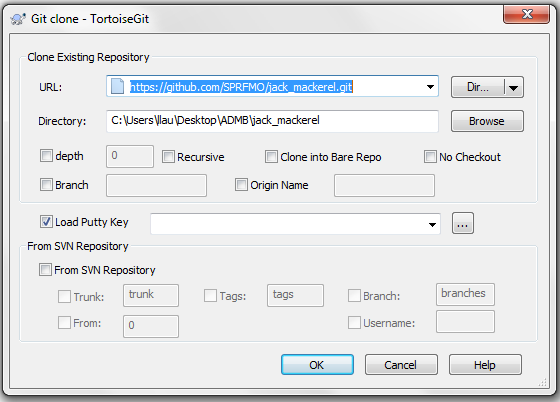 Git clone - TortoiseGit
Clone Existing Repository
URL: https://github.com/SPRFMO/jack_mackerel.git Dir...
Directory: C:\Users\llau\Desktop\ADMB\jack_mackerel Browse
depth 0 Recursive Clone into Bare Repo No Checkout
Branch Origin Name
Load Putty Key ...
From SVN Repository
From SVN Repository
Trunk: trunk Tags: tags Branch: branches
From: 0 Username:
OK Cancel Help